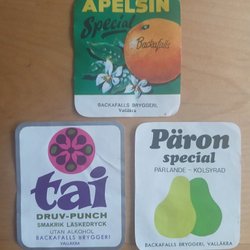 APELSIN
Special
Backafalls
BACKAFALLS BRYGGERI
Vallåkra
tai
DRUV-PUNCH
SMAKRIK LÄSKEDRYCK
UTAN ALKOHOL
BACKAFALLS BRYGGERI
VALLÅKRA
Päron
special
PÄRLANDE - KOLSYRAD
BACKAFALLS BRYGGERI, VALLÅKRA